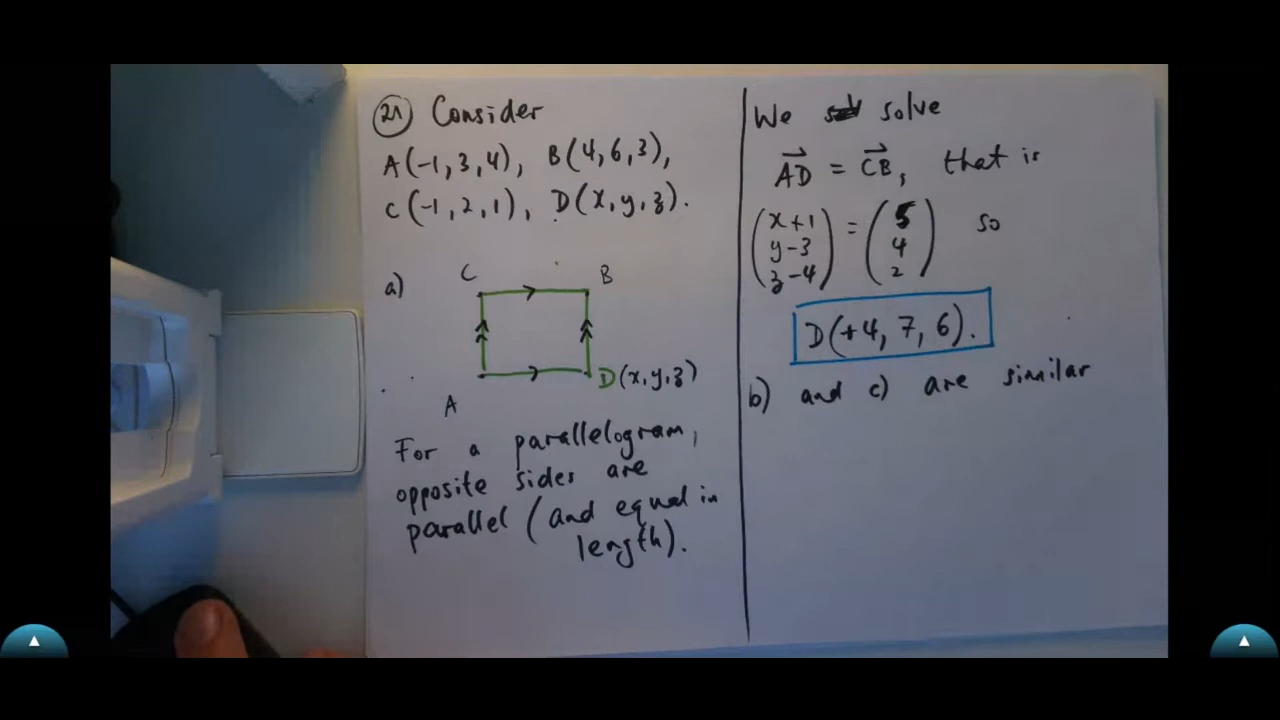 21 Consider
A(-1,3,4), B(4,6,3),
C(-1,2,1), D(x,y,z).
a)
C B
A D(x,y,z)
For a parallelogram,
opposite sides are
parallel (and equal in
length).
We solve
AD = CB, that is
(x+1 y-3 z-4) = (5 4 2) so
D(+4, 7, 6).
b) and c) are similar